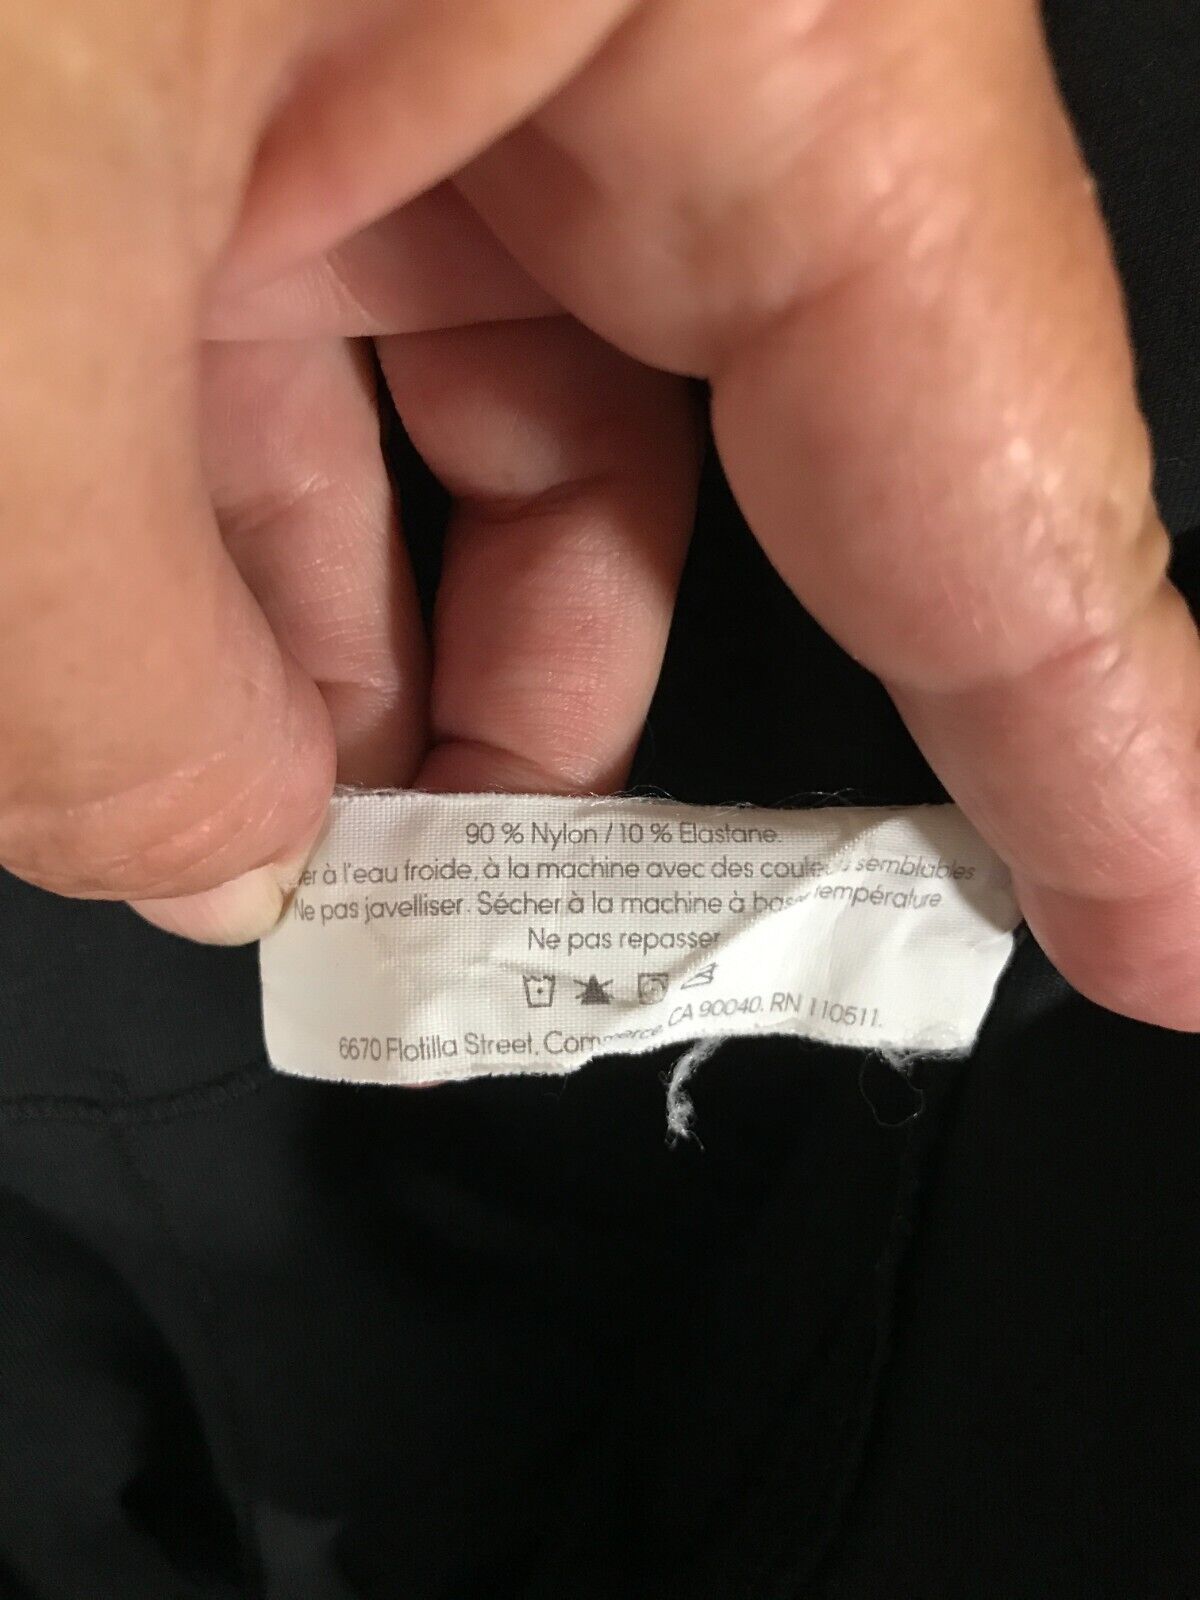 90 % Nylon / 10 % Elastane.
à l'eau froide, à la machine avec des semblables
Ne pas javelliser. Sécher à la machine à température
Ne pas repasser
6670 Flotilla Street, Commerce, CA 90040. RN 110511.